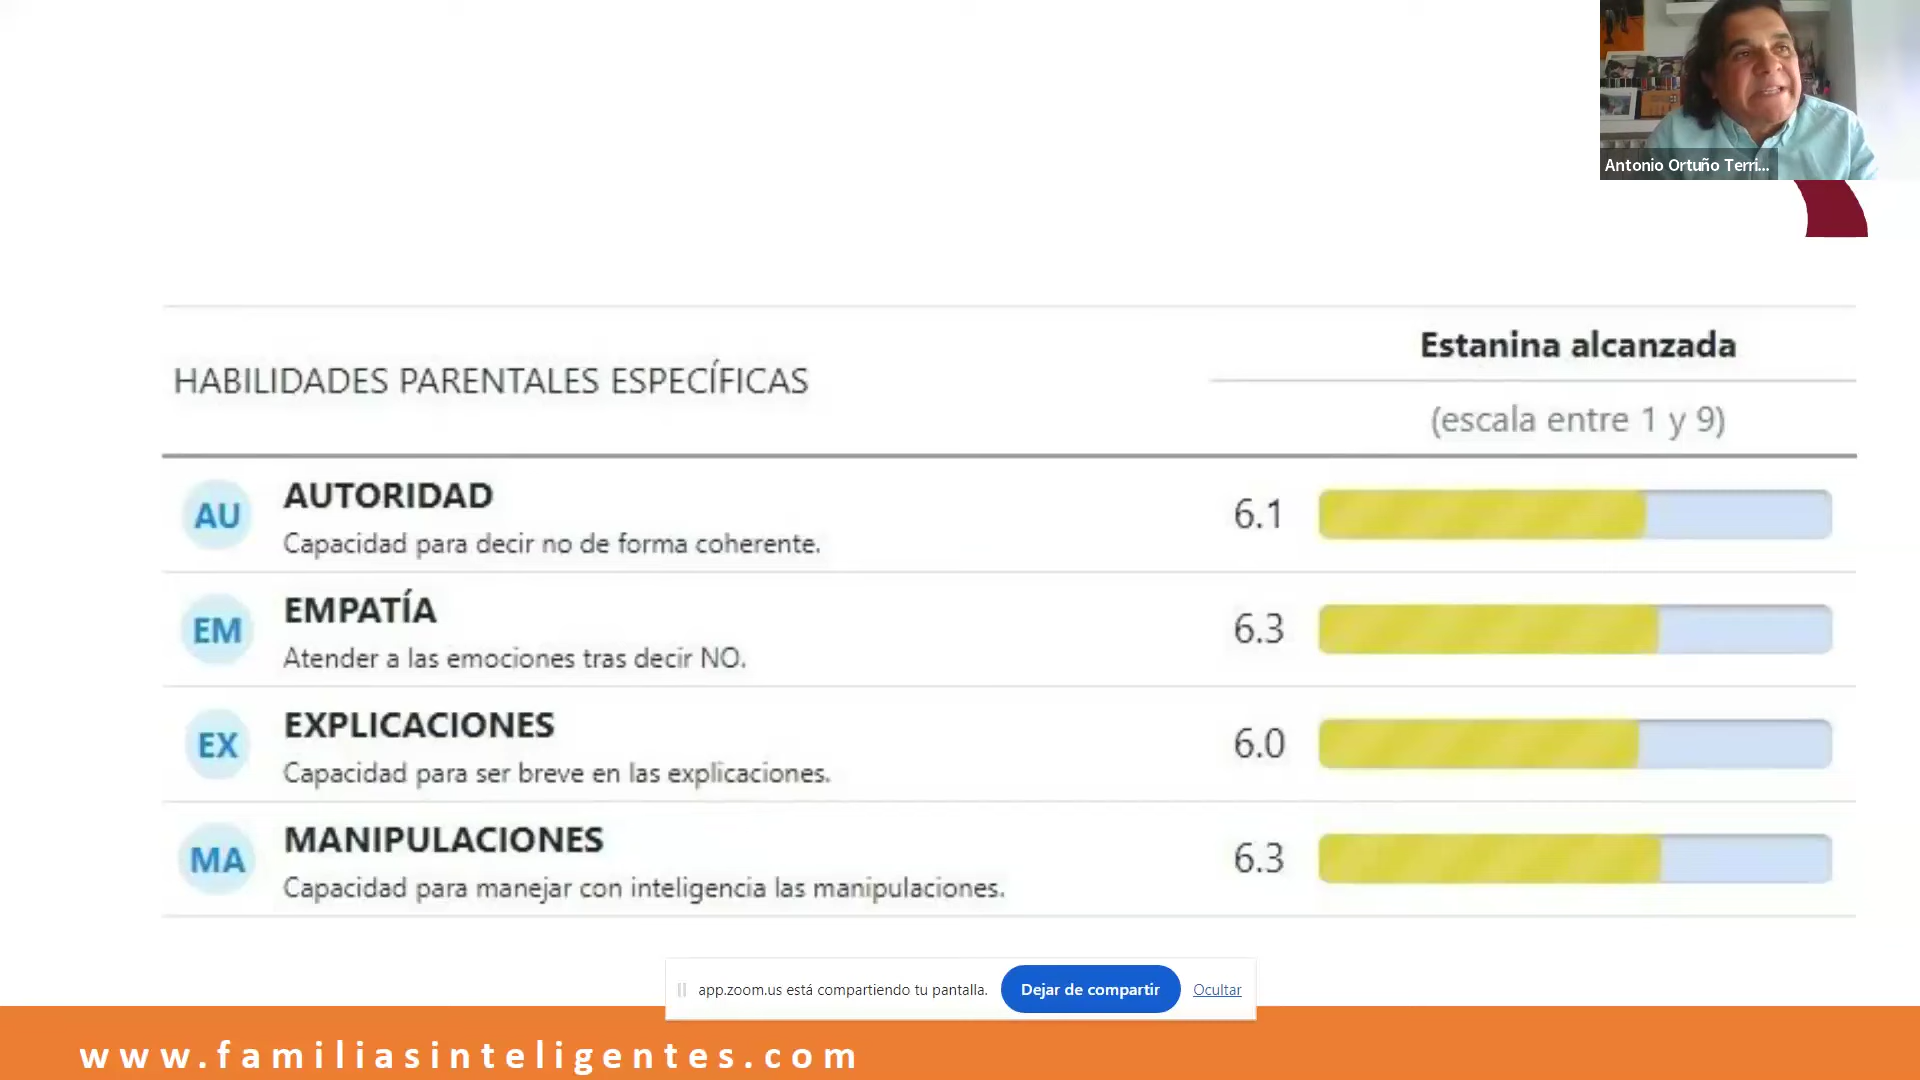 Antonio Ortuño Terri...
HABILIDADES PARENTALES ESPECÍFICAS
Estanina alcanzada
(escala entre 1 y 9)
AU
AUTORIDAD
Capacidad para decir no de forma coherente.
6.1
EM
EMPATÍA
Atender a las emociones tras decir NO.
6.3
EX
EXPLICACIONES
Capacidad para ser breve en las explicaciones.
6.0
MA
MANIPULACIONES
Capacidad para manejar con inteligencia las manipulaciones.
6.3
app.zoom.us está compartiendo tu pantalla.
Dejar de compartir
Ocultar
www.familiasinteligentes.com